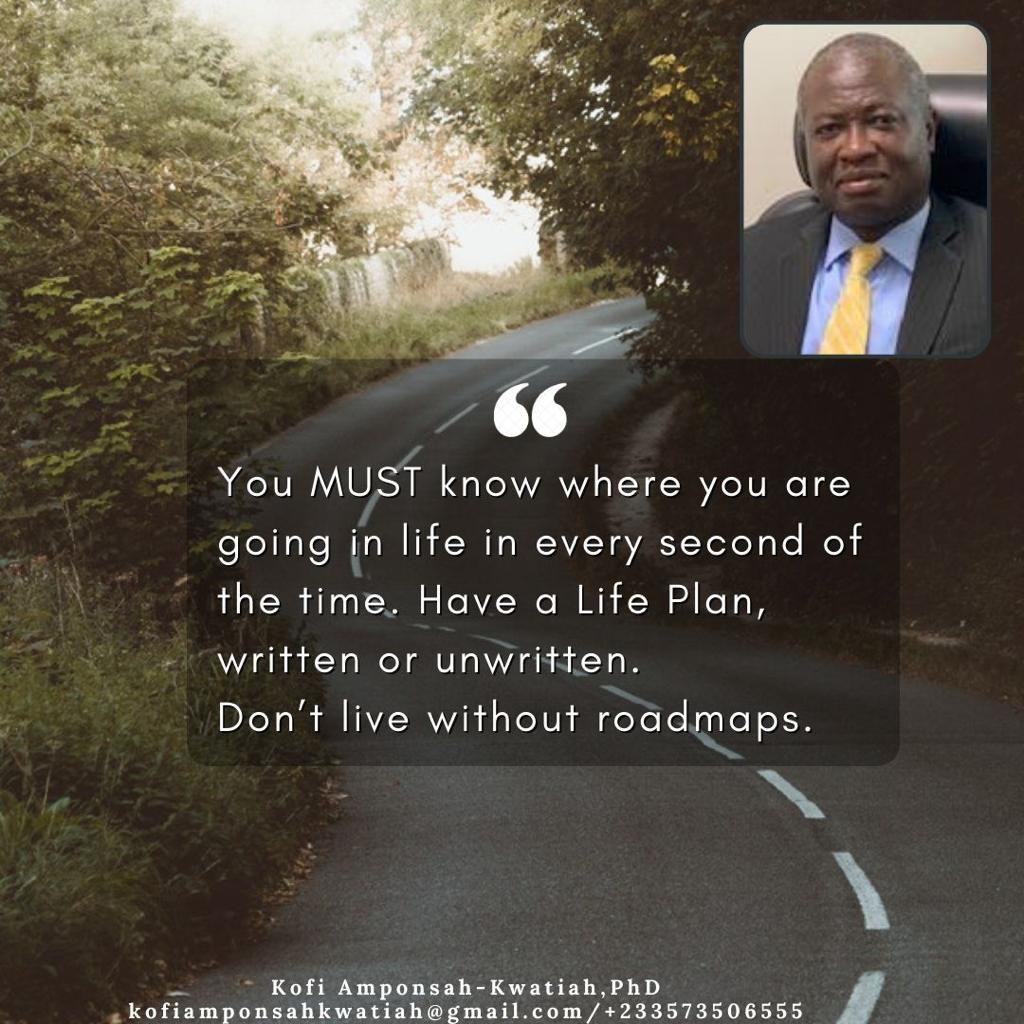 ❝
You MUST know where you are
going in life in every second of
the time. Have a Life Plan,
written or unwritten.
Don’t live without roadmaps.
Kofi Amponsah-Kwatiah,PhD
kofiamponsahkwatiah@gmail.com/+233573506555